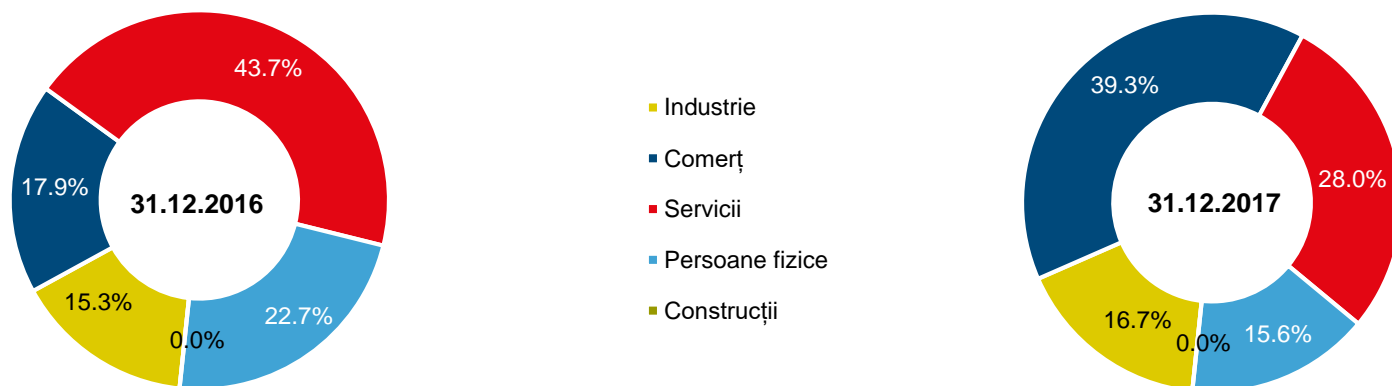 43.7%
17.9%
31.12.2016
15.3%
22.7%
0.0%
Industrie
Comerț
Servicii
Persoane fizice
Construcții
39.3%
28.0%
31.12.2017
16.7%
15.6%
0.0%